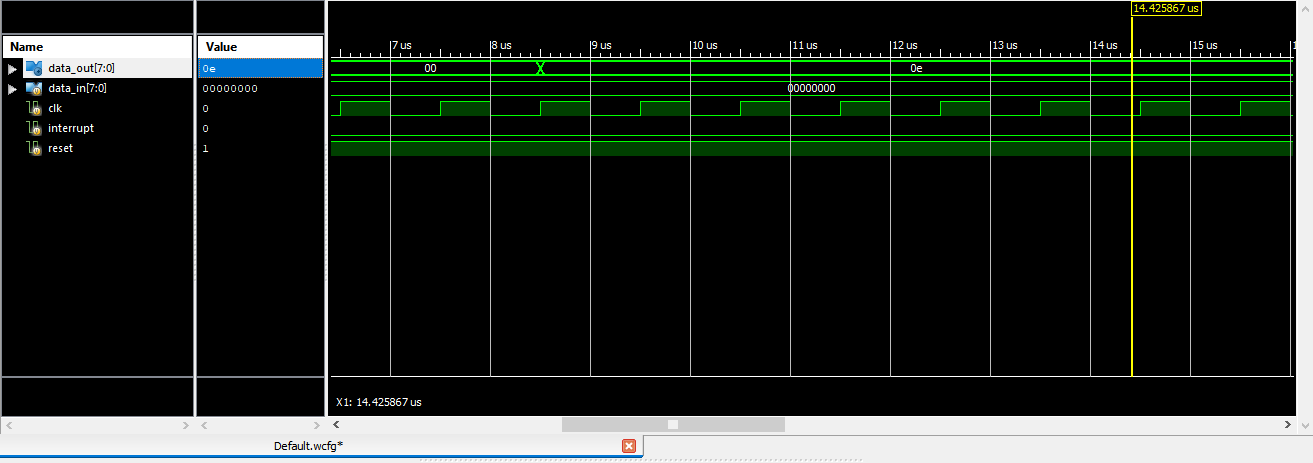 14.425867 us
Name Value
7 us 8 us 9 us 10 us 11 us 12 us 13 us 14 us 15 us
data_out[7:0] 0e 00 0e
data_in[7:0] 00000000 00000000
clk 0
interrupt 0
reset 1
X1: 14.425867 us
Default.wcfg*